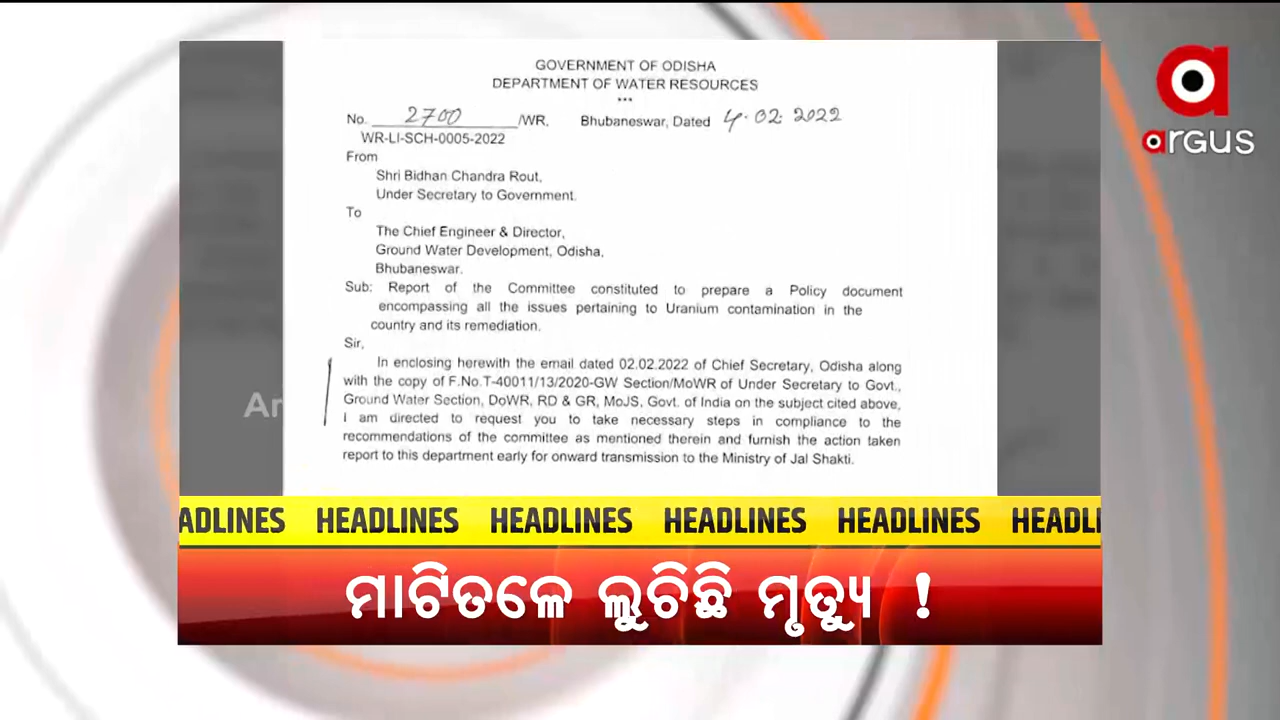 GOVERNMENT OF ODISHA
DEPARTMENT OF WATER RESOURCES
***
No. 2700 /WR, Bhubaneswar, Dated 4.02.2022
WR-LI-SCH-0005-2022
From
Shri Bidhan Chandra Rout,
Under Secretary to Government.
To
The Chief Engineer & Director,
Ground Water Development, Odisha,
Bhubaneswar.
Sub: Report of the Committee constituted to prepare a Policy document
encompassing all the issues pertaining to Uranium contamination in the
country and its remediation.
Sir,
In enclosing herewith the email dated 02.02.2022 of Chief Secretary, Odisha along
with the copy of F.No.T-40011/13/2020-GW Section/MoWR of Under Secretary to Govt.,
Ground Water Section, DoWR, RD & GR, MoJS, Govt. of India on the subject cited above,
I am directed to request you to take necessary steps in compliance to the
recommendations of the committee as mentioned therein and furnish the action taken
report to this department early for onward transmission to the Ministry of Jal Shakti.
argus
Ar
ADLINES HEADLINES HEADLINES HEADLINES HEADLINES HEADLI
ମାଟିତଳେ ଲୁଚିଛି ମୃତ୍ୟୁ !